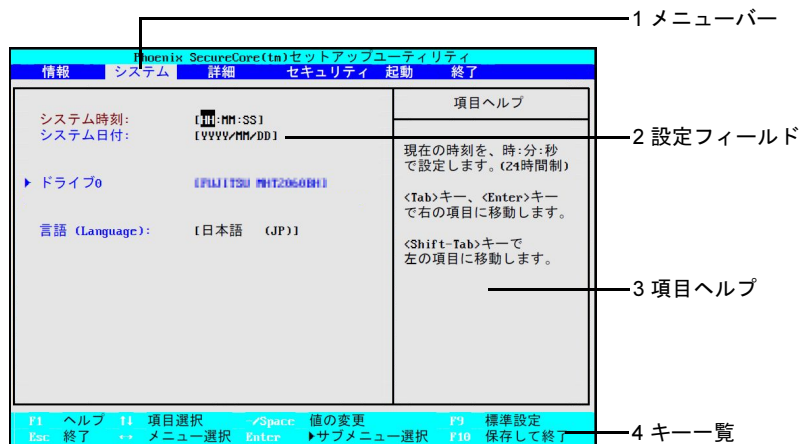 1 メニューバー
Phoenix SecureCore(tm)セットアップユーティリティ
情報 システム 詳細 セキュリティ 起動 終了
システム時刻: [HH:MM:SS]
システム日付: [YYYY/MM/DD]
▶ ドライブ0 [FUJITSU MHT2060BH]
言語 (Language): [日本語 (JP)]
項目ヘルプ
現在の時刻を、時:分:秒
で設定します。(24時間制)
<Tab>キー、<Enter>キー
で右の項目に移動します。
<Shift-Tab>キーで
左の項目に移動します。
2 設定フィールド
3 項目ヘルプ
F1 ヘルプ ↑↓ 項目選択 -/Space 値の変更 F9 標準設定
Esc 終了 ↔ メニュー選択 Enter ▶サブメニュー選択 F10 保存して終了
4 キー一覧